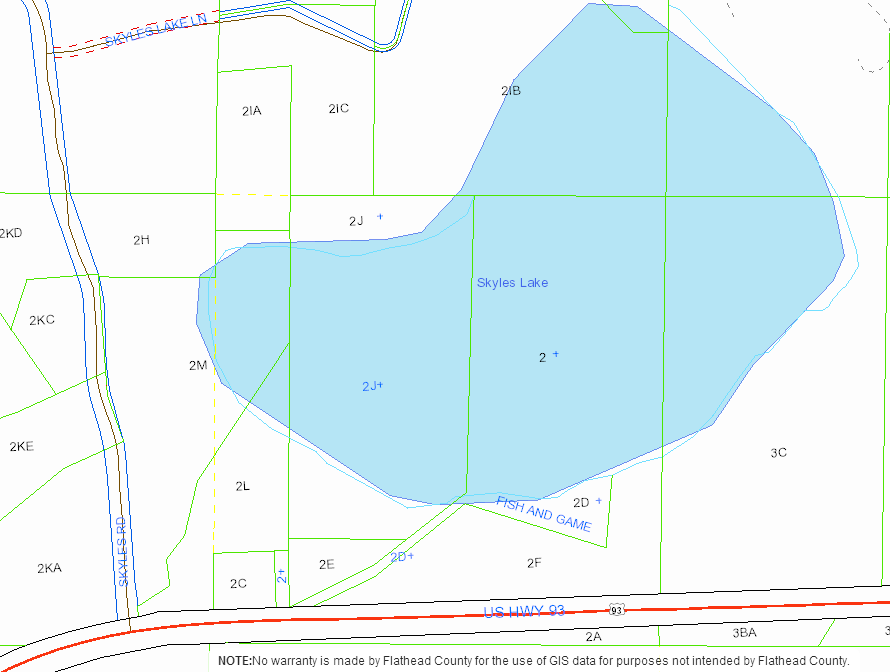 SKYLES LAKE LN
2IB
2IA
2IC
2J +
2KD
2H
Skyles Lake
2KC
2 +
2M
2J+
2KE
3C
2L
2D +
FISH AND GAME
SKYLES RD
2D+
2F
2E
2KA
2+
2C
US HWY 93
93
2A
3BA
3
NOTE:No warranty is made by Flathead County for the use of GIS data for purposes not intended by Flathead County.